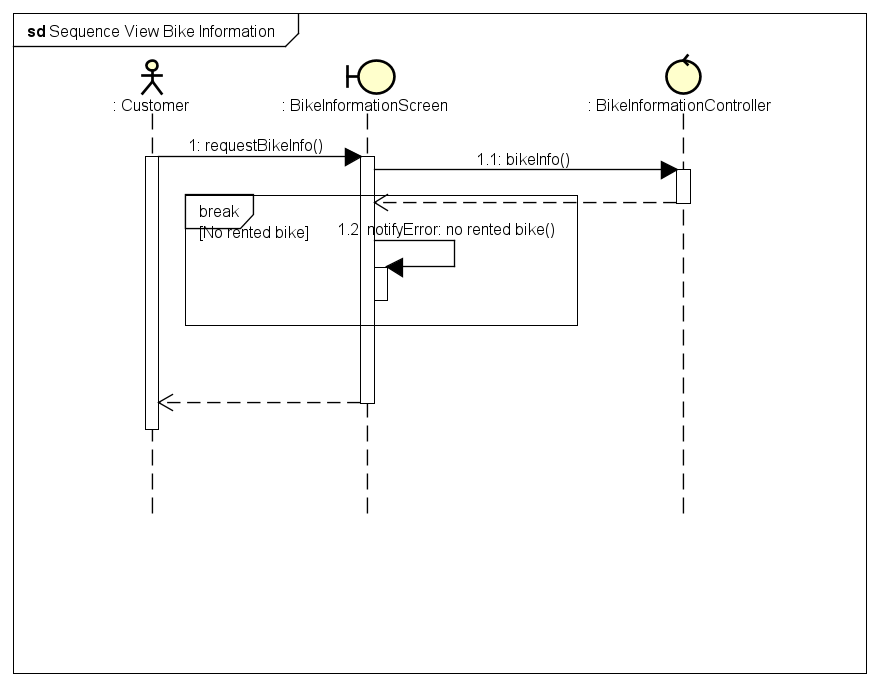 sd Sequence View Bike Information
: Customer
: BikeInformationScreen
: BikeInformationController
1: requestBikeInfo()
1.1: bikeInfo()
break
[No rented bike]
1.2 notifyError: no rented bike()